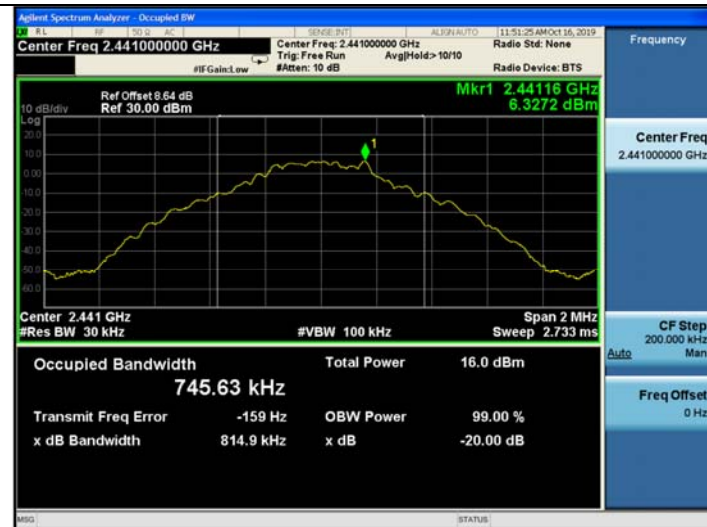 Agilent Spectrum Analyzer - Occupied BW
RL RF 50 Ω AC SENSE:INT ALIGN AUTO 11:51:25 AM Oct 16, 2019
Center Freq 2.441000000 GHz
Center Freq: 2.441000000 GHz
Radio Std: None
Trig: Free Run Avg|Hold:>10/10
#IFGain:Low #Atten: 10 dB Radio Device: BTS
Frequency
Ref Offset 8.64 dB
10 dB/div Ref 30.00 dBm
Mkr1 2.44116 GHz
6.3272 dBm
Log
20.0
10.0
0.00
-10.0
-20.0
-30.0
-40.0
-50.0
-60.0
1
Center 2.441 GHz Span 2 MHz
#Res BW 30 kHz #VBW 100 kHz Sweep 2.733 ms
Occupied Bandwidth Total Power 16.0 dBm
745.63 kHz
Transmit Freq Error -159 Hz OBW Power 99.00 %
x dB Bandwidth 814.9 kHz x dB -20.00 dB
Center Freq
2.441000000 GHz
CF Step
200.000 kHz
Auto Man
Freq Offset
0 Hz
MSG STATUS